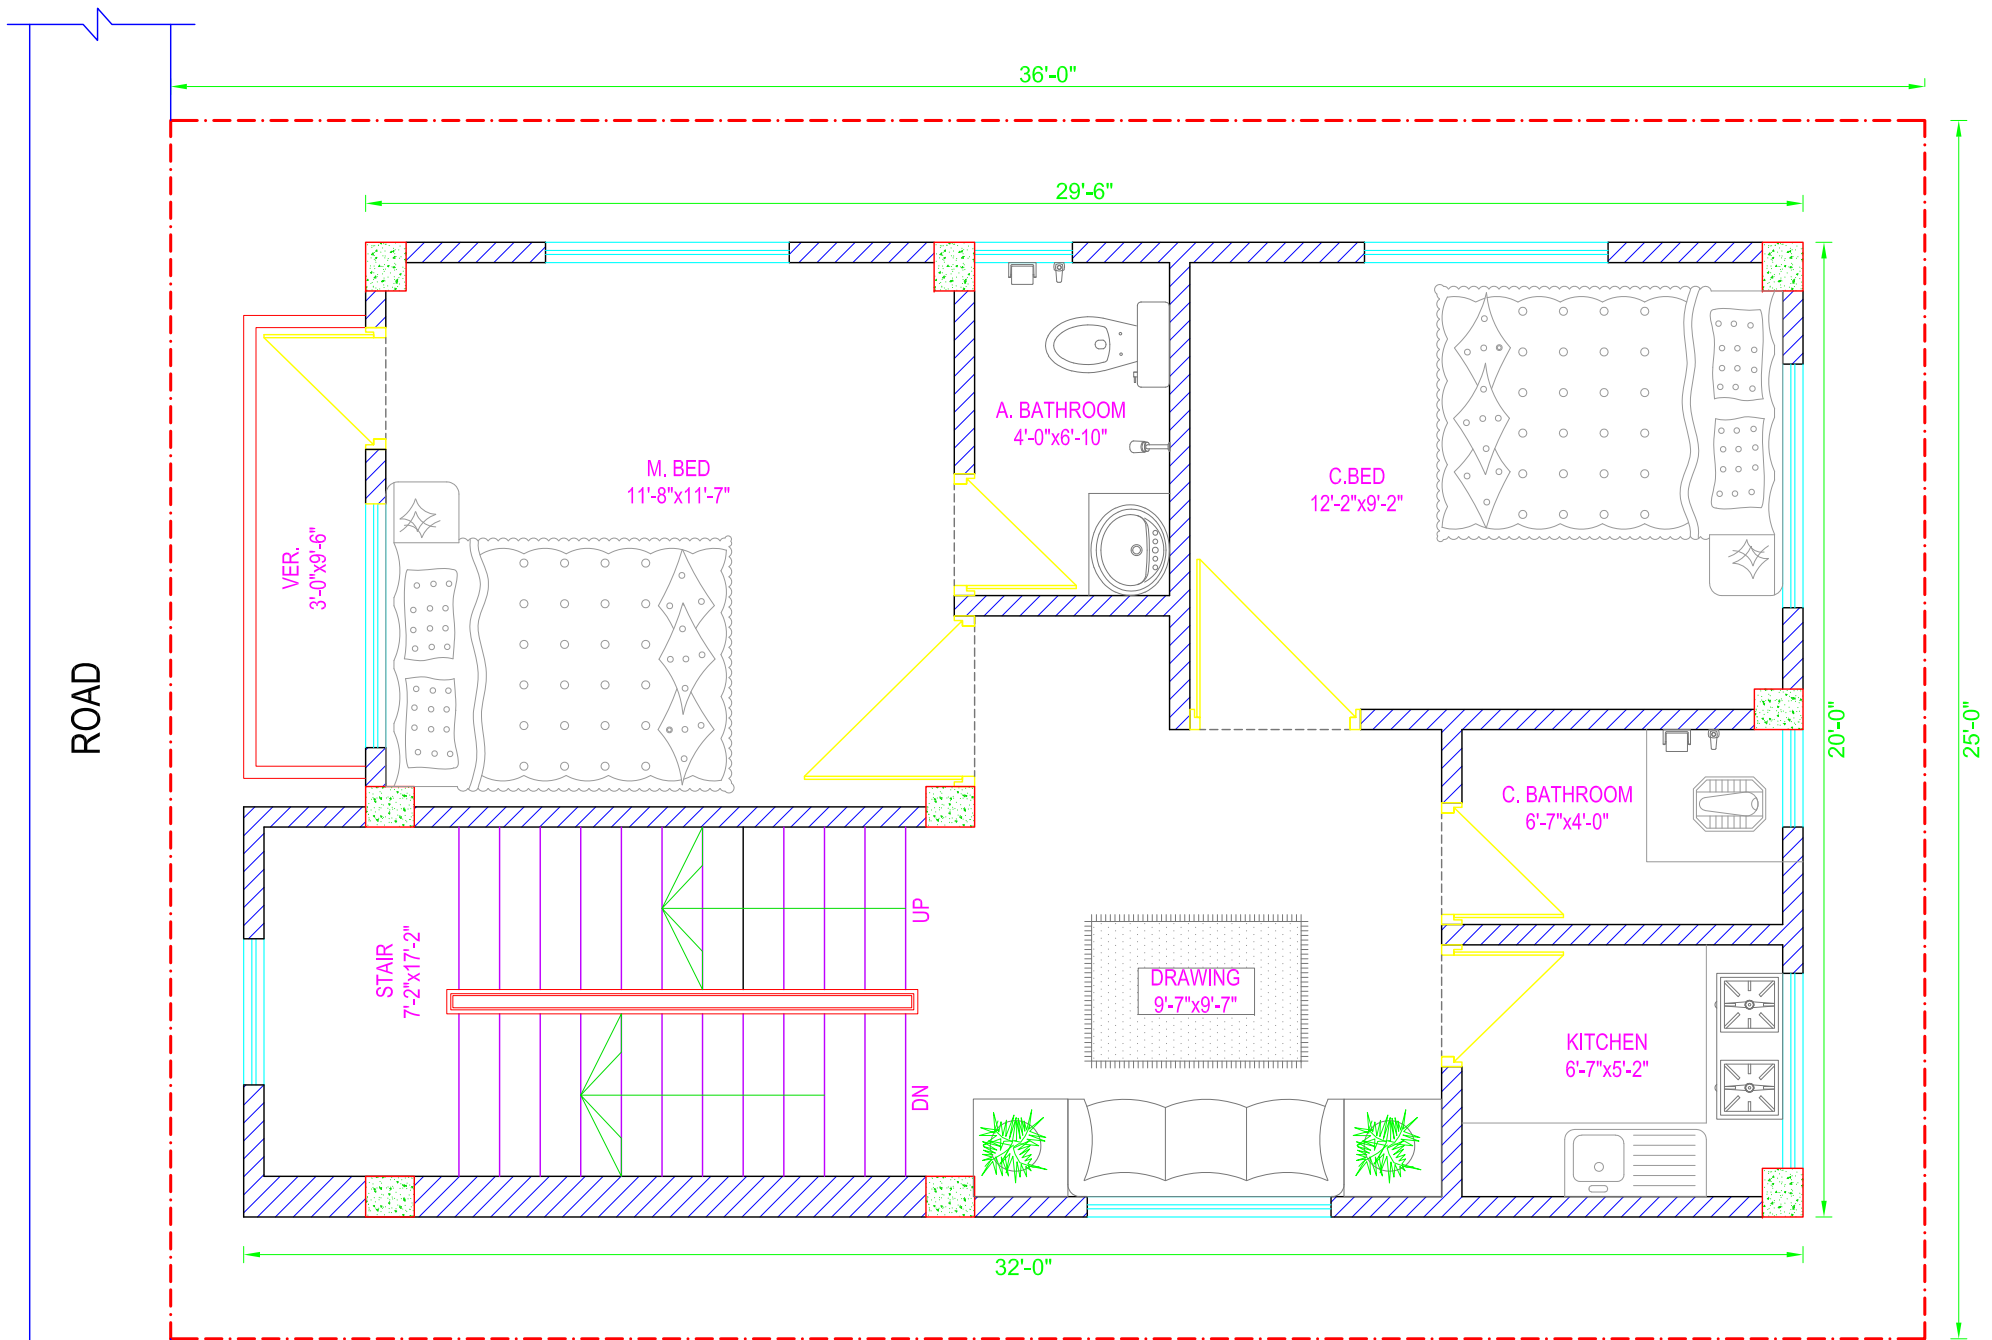 36'-0"
29'-6"
A. BATHROOM
4'-0"x6'-10"
M. BED
11'-8"x11'-7"
C.BED
12'-2"x9'-2"
VER.
3'-0"x9'-6"
ROAD
20'-0"
25'-0"
C. BATHROOM
6'-7"x4'-0"
UP
STAIR
7'-2"x17'-2"
DRAWING
9'-7"x9'-7"
KITCHEN
6'-7"x5'-2"
DN
32'-0"